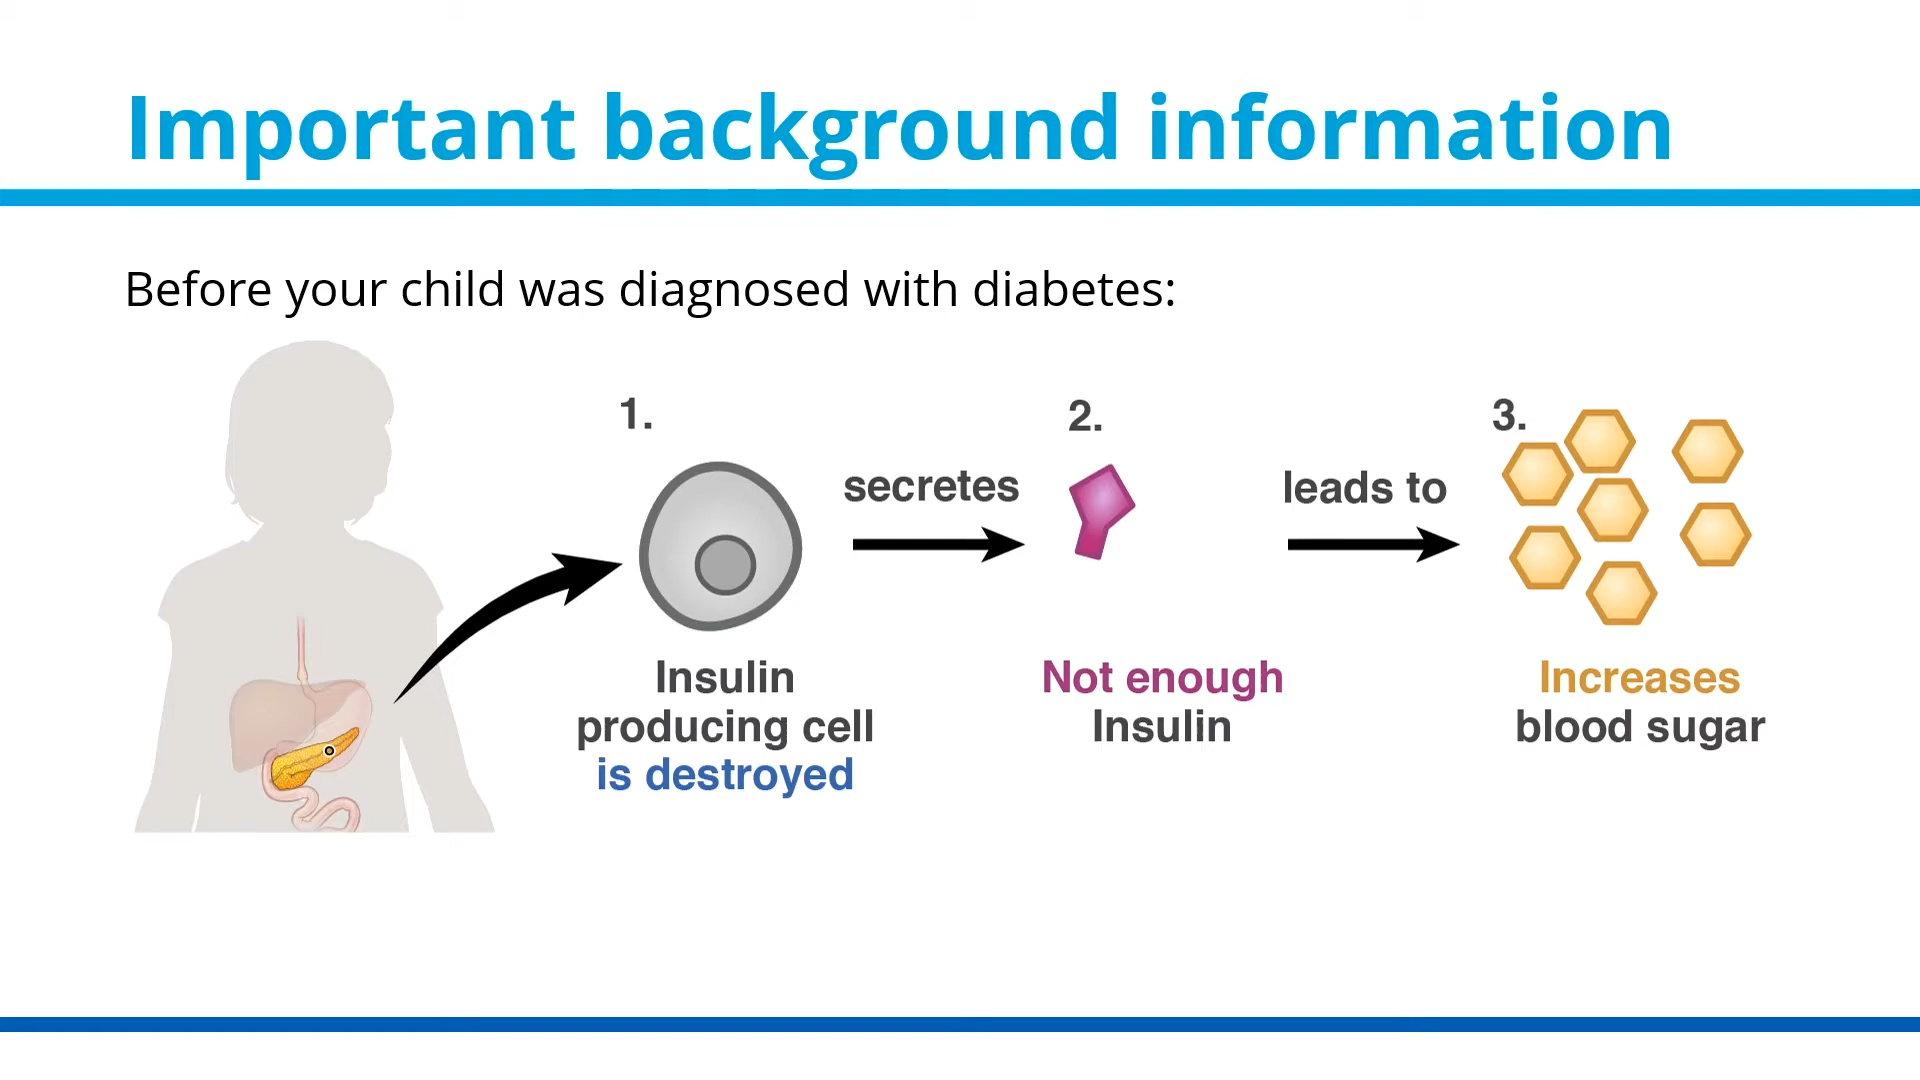 Important background information
Before your child was diagnosed with diabetes:
1.
secretes
2.
leads to
3.
Insulin
producing cell
is destroyed
Not enough
Insulin
Increases
blood sugar